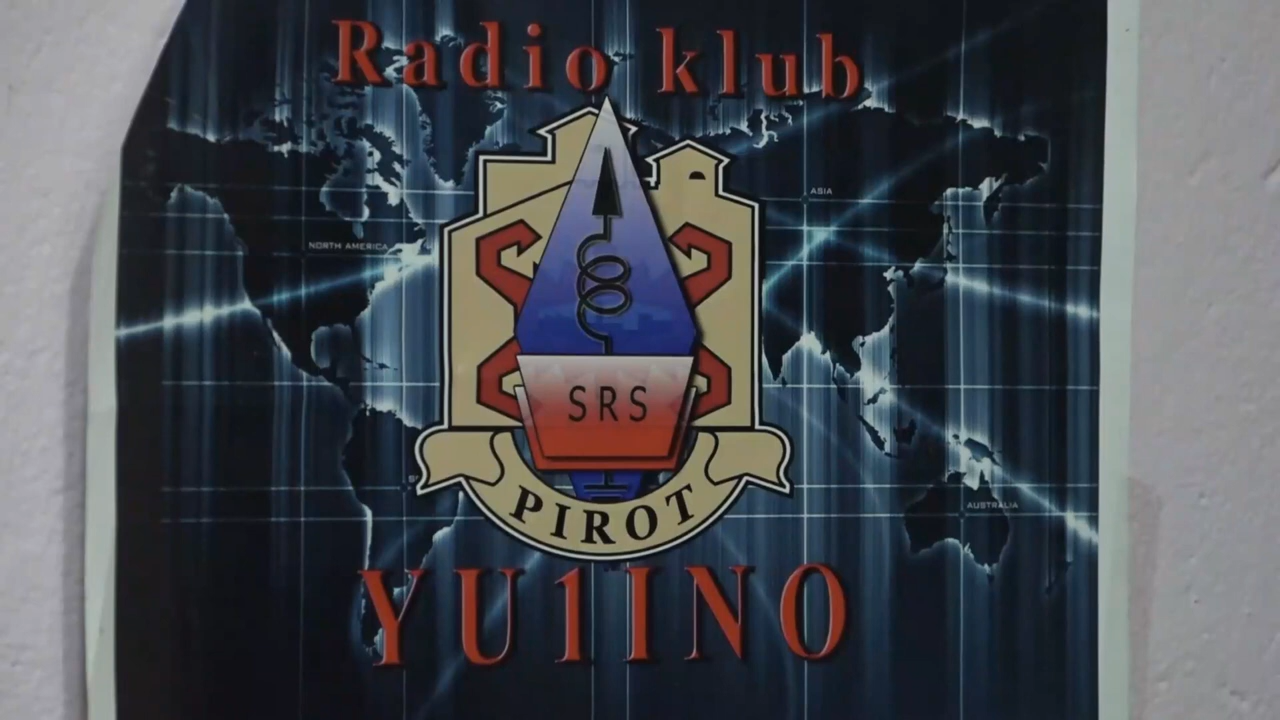 Radio klub
ASIA
NORTH AMERICA
SRS
PIROT
AUSTRALIA
YU1INO